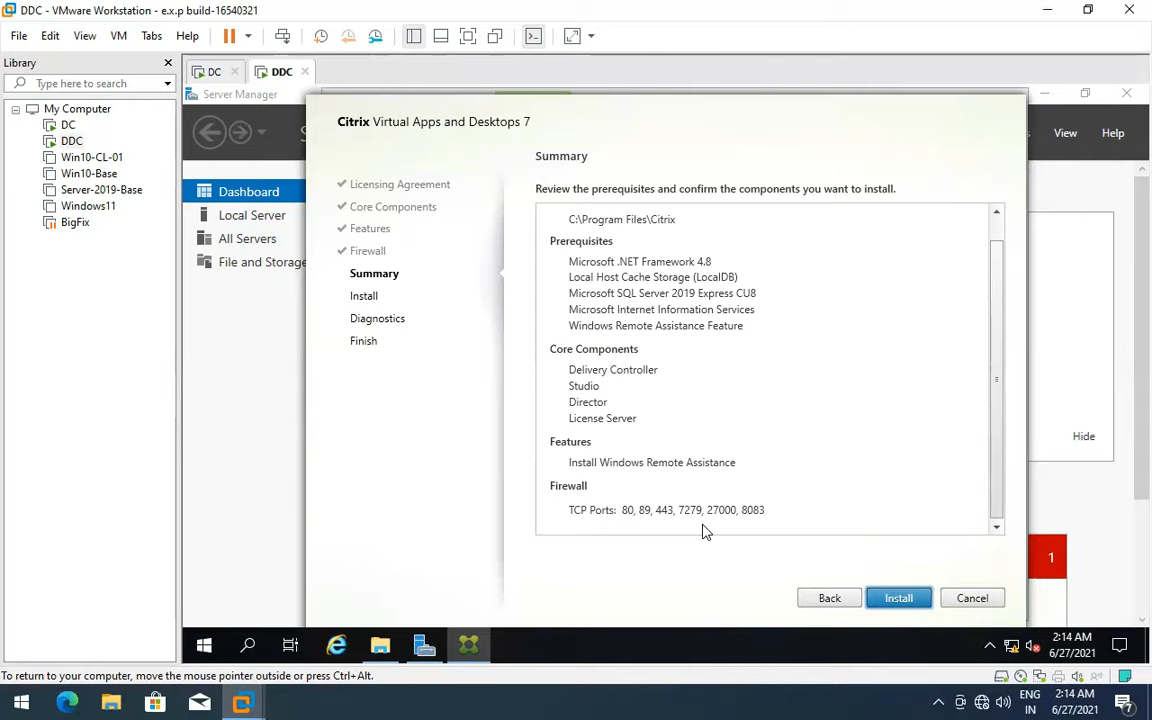 DDC - VMware Workstation - e.x.p build-16540321
File Edit View VM Tabs Help
Library
Type here to search
My Computer
DC
DDC
Win10-CL-01
Win10-Base
Server-2019-Base
Windows11
BigFix
DC
DDC
Server Manager
View Help
Dashboard
Local Server
All Servers
File and Storage
Hide
1
Citrix Virtual Apps and Desktops 7
Licensing Agreement
Core Components
Features
Firewall
Summary
Install
Diagnostics
Finish
Summary
Review the prerequisites and confirm the components you want to install.
C:\Program Files\Citrix
Prerequisites
Microsoft .NET Framework 4.8
Local Host Cache Storage (LocalDB)
Microsoft SQL Server 2019 Express CU8
Microsoft Internet Information Services
Windows Remote Assistance Feature
Core Components
Delivery Controller
Studio
Director
License Server
Features
Install Windows Remote Assistance
Firewall
TCP Ports: 80, 89, 443, 7279, 27000, 8083
Back Install Cancel
2:14 AM
6/27/2021
To return to your computer, move the mouse pointer outside or press Ctrl+Alt.
ENG
IN
2:14 AM
6/27/2021
7